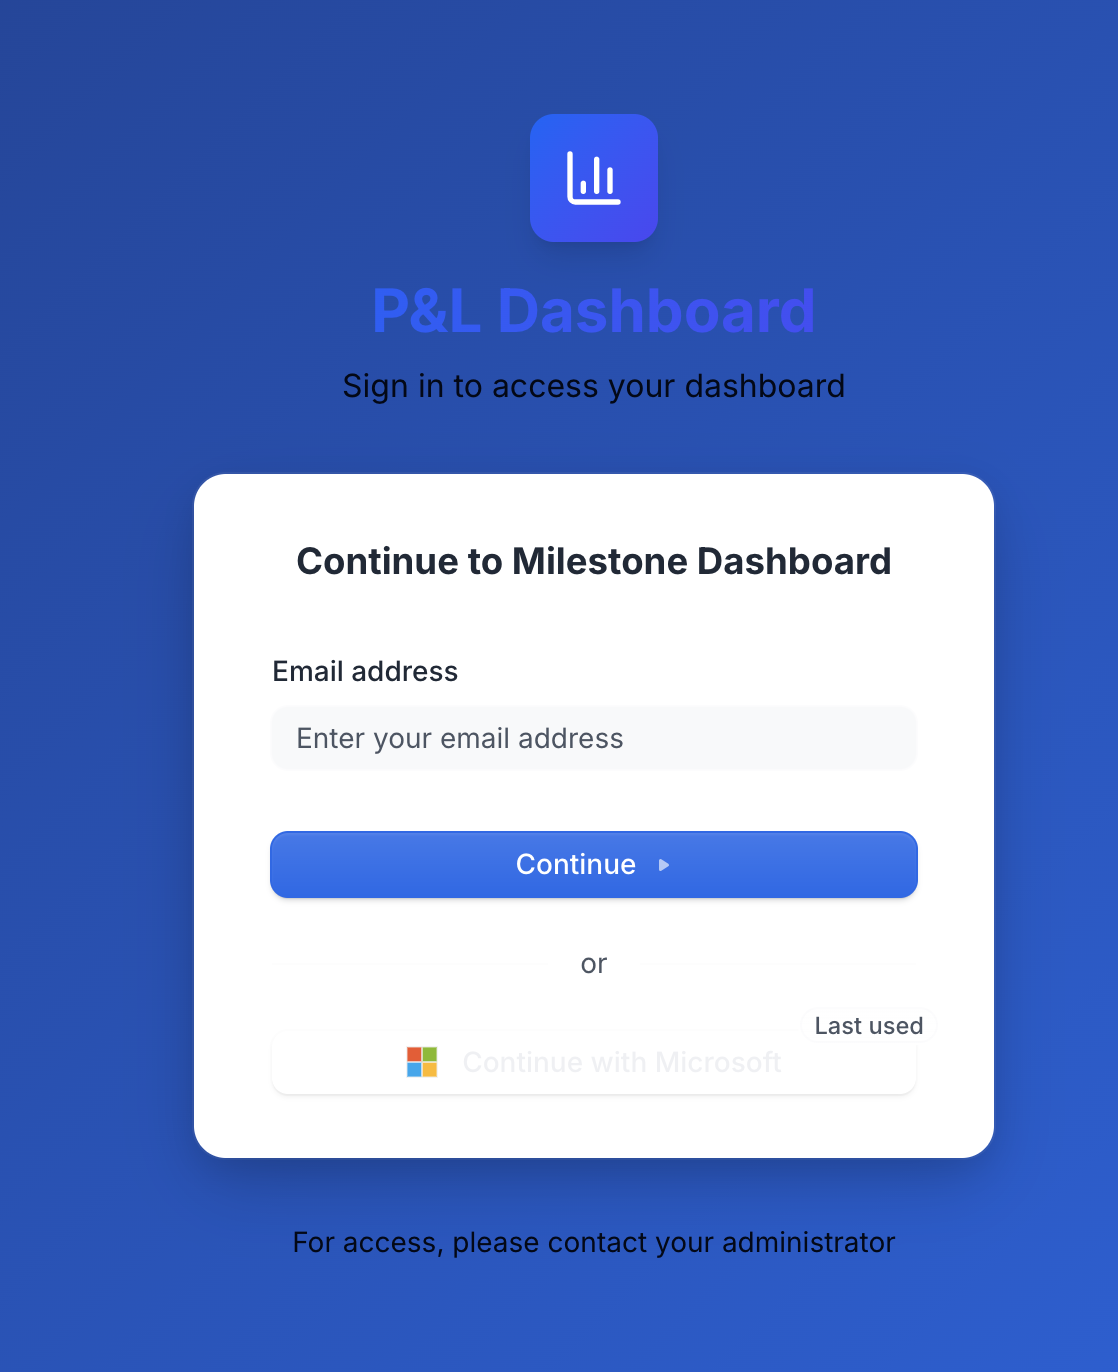 P&L Dashboard
Sign in to access your dashboard
Continue to Milestone Dashboard
Email address
Enter your email address
Continue
or
Last used
Continue with Microsoft
For access, please contact your administrator